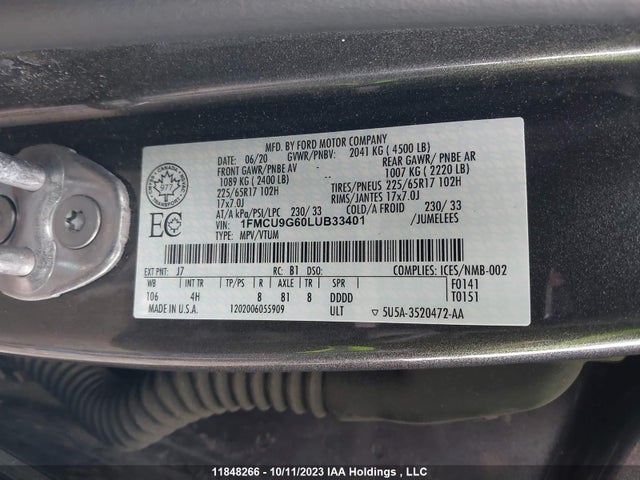 MFD. BY FORD MOTOR COMPANY
06/20 GVWR/PNBV: 2041 KG ( 4500 LB)
FRONT GAWR/PNBE AV - REAR GAWR/ PNBE AR
1089 KG ( 2400 LB) 1007 KG ( 2220 LB)
225/65R17 102H TIRES/PNEUS 225/65R17 102H
17x7.0J RIMS/JANTES 17x7.0J
AT/A kPa/PSI/LPC 230/ 33 COLD/A FROID 230/ 33
VIN: 1FMCU9G60LUB33401 /JUMELEES
TYPE: MPV/VTUM
977
EC
EXT PNT: J7 RC: B1 DSO: COMPLIES: ICES/NMB-002
WB INT TR TP/PS R AXLE TR SPR F0141
106 4H 8 81 8 DDDD T0151
MADE IN U.S.A. 1202006055909 ULT ▽ 5U5A-3520472-AA
11848266 - 10/11/2023 IAA Holdings , LLC